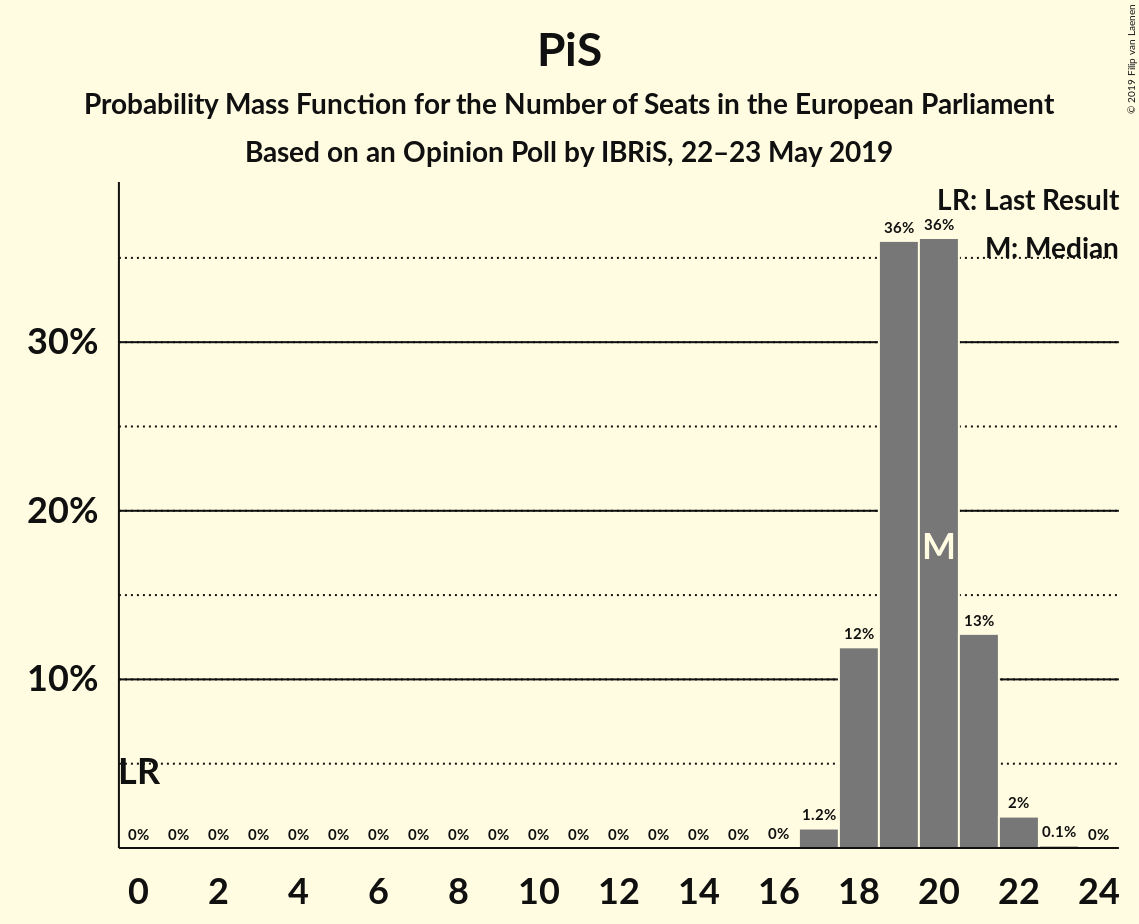 PiS
Probability Mass Function for the Number of Seats in the European Parliament
Based on an Opinion Poll by IBRiS, 22–23 May 2019
© 2019 Filip van Laenen
LR: Last Result
M: Median
36% 36%
30%
20%
M
13%
12%
10%
LR
2%
1.2%
0.1%
0% 0% 0% 0% 0% 0% 0% 0% 0% 0% 0% 0% 0% 0% 0% 0% 0% 0%
0 2 4 6 8 10 12 14 16 18 20 22 24